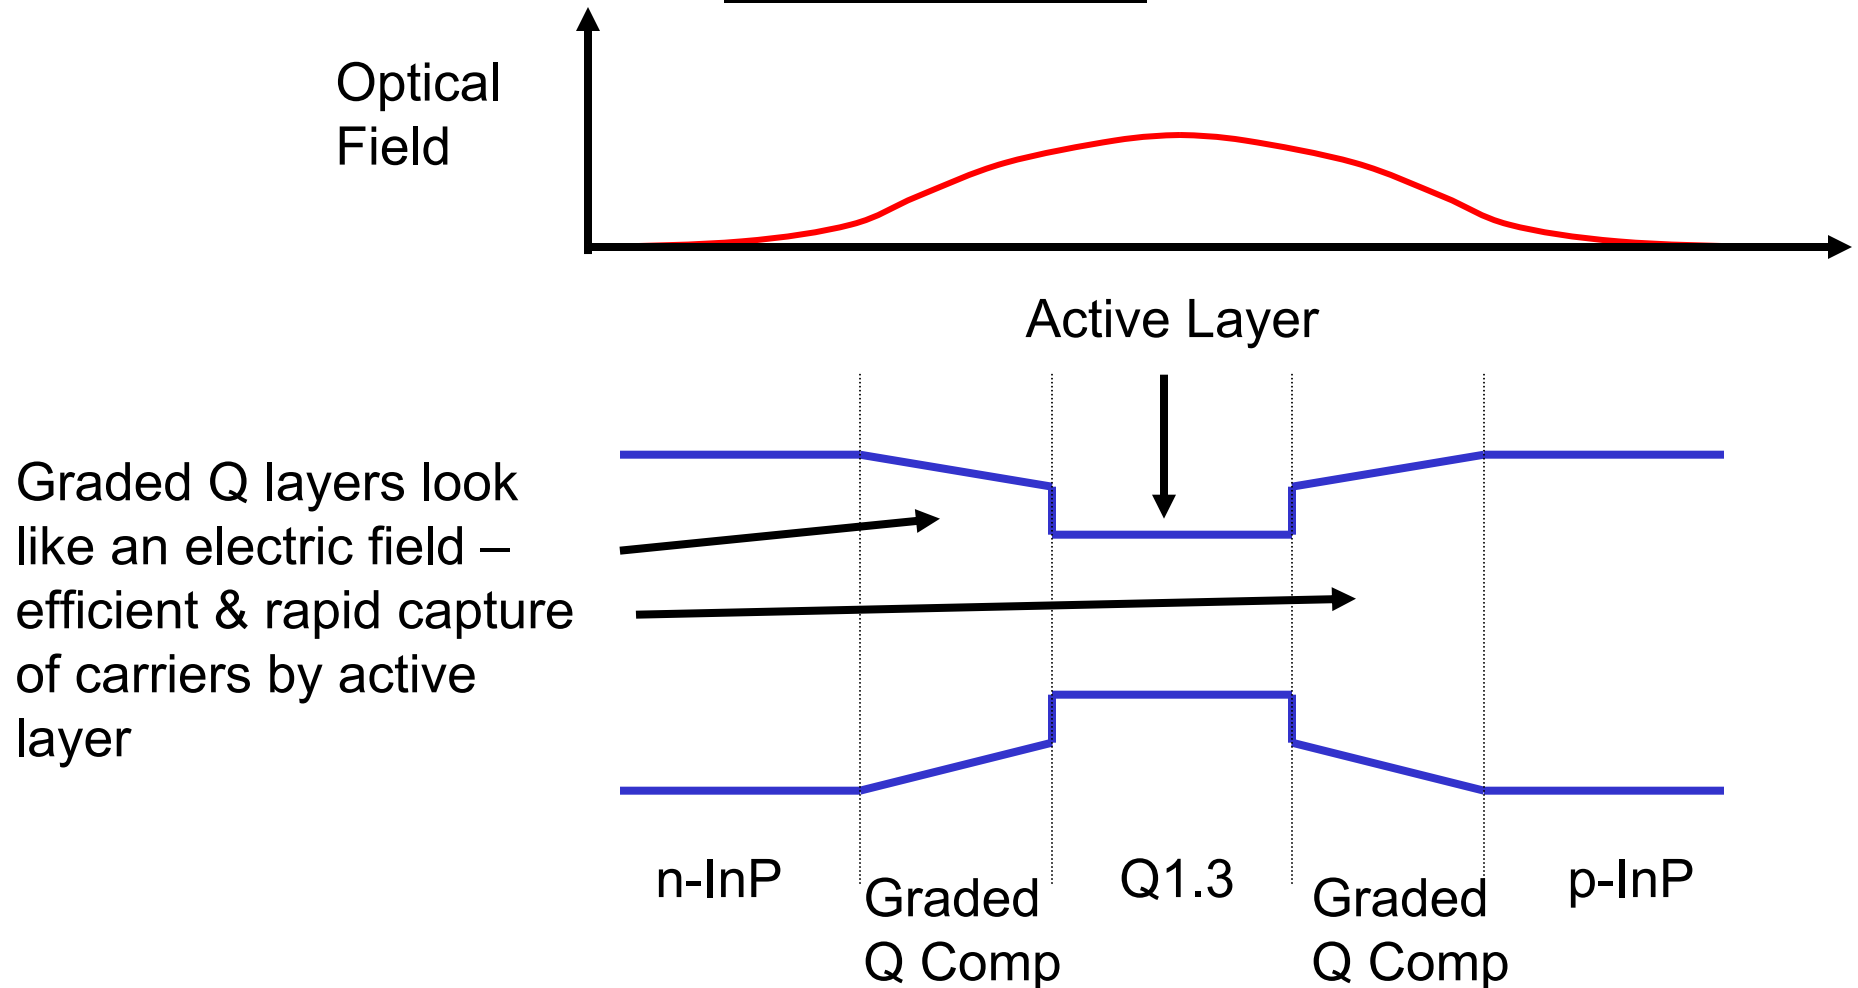 Optical
Field
Active Layer
Graded Q layers look
like an electric field –
efficient & rapid capture
of carriers by active
layer
n-InP
Graded
Q Comp
Q1.3
Graded
Q Comp
p-InP